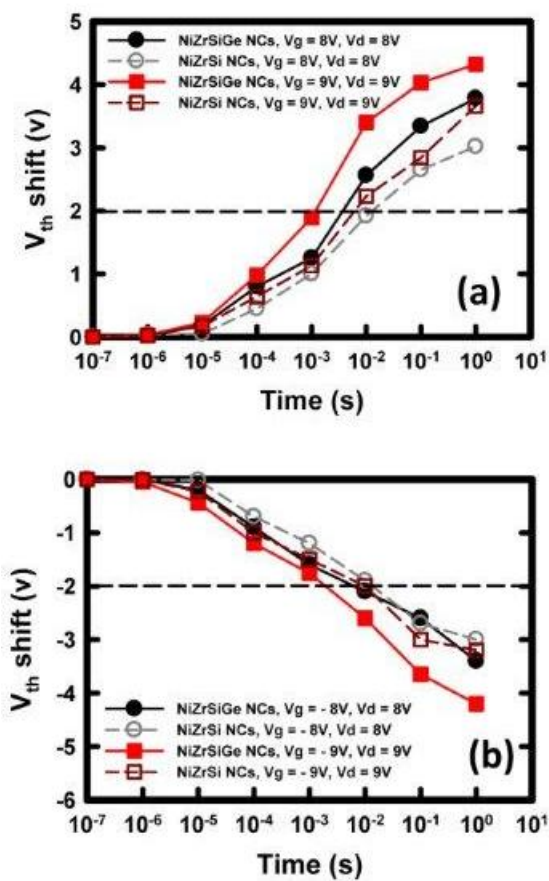 5
NiZrSiGe NCs, Vg = 8V, Vd = 8V
NiZrSi NCs, Vg = 8V, Vd = 8V
NiZrSiGe NCs, Vg = 9V, Vd = 9V
NiZrSi NCs, Vg = 9V, Vd = 9V
4
3
2
1
0
Vth shift (v)
(a)
10-7 10-6 10-5 10-4 10-3 10-2 10-1 100 101
Time (s)
0
-1
-2
-3
-4
-5
-6
Vth shift (v)
NiZrSiGe NCs, Vg = - 8V, Vd = 8V
NiZrSi NCs, Vg = - 8V, Vd = 8V
NiZrSiGe NCs, Vg = - 9V, Vd = 9V
NiZrSi NCs, Vg = - 9V, Vd = 9V
(b)
10-7 10-6 10-5 10-4 10-3 10-2 10-1 100 101
Time (s)